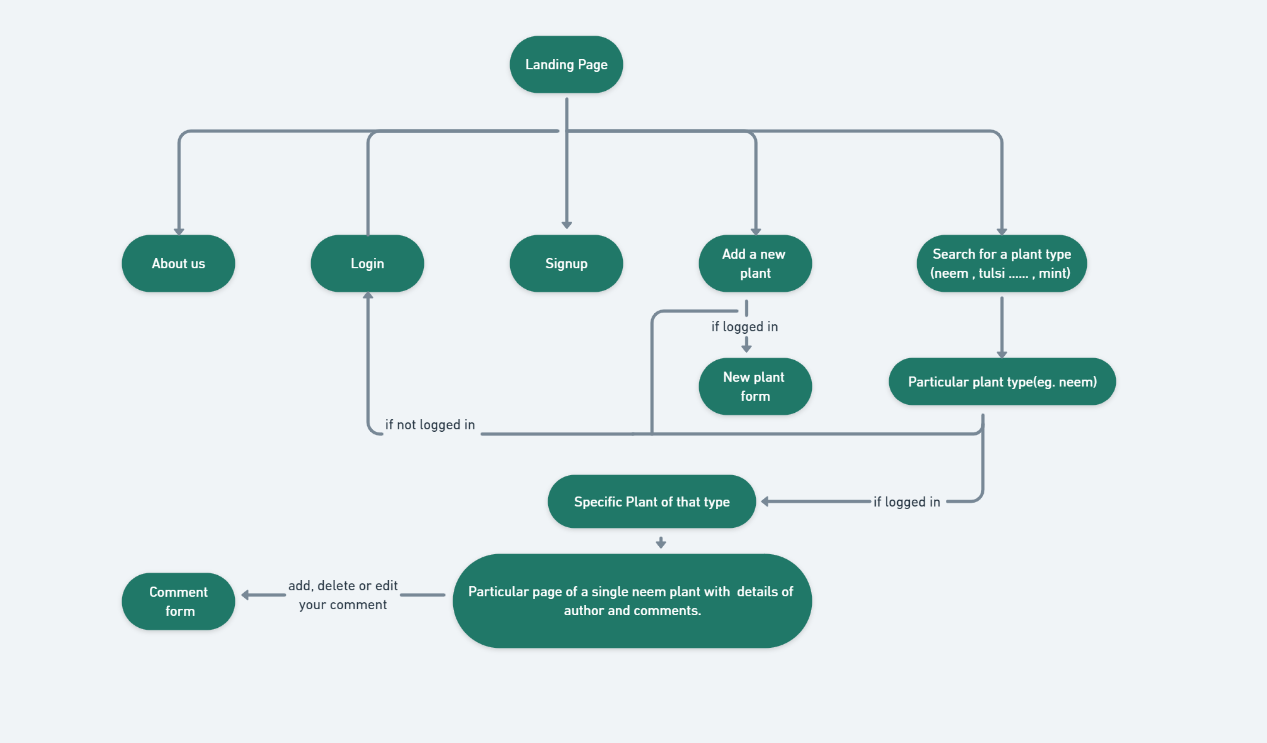 Landing Page
About us
Login
Signup
Add a new
plant
Search for a plant type
(neem , tulsi ...... , mint)
if logged in
New plant
form
Particular plant type(eg. neem)
if not logged in
Specific Plant of that type
if logged in
Particular page of a single neem plant with  details of
author and comments.
add, delete or edit
your comment
Comment
form